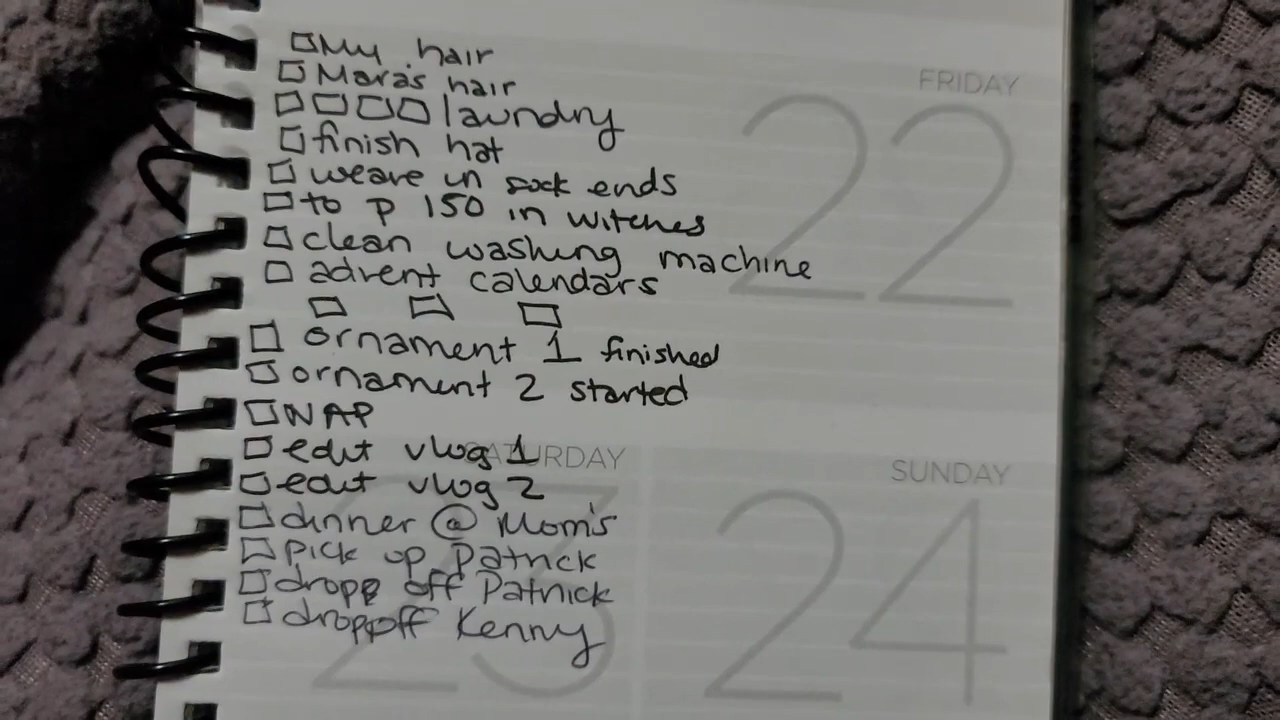 □ My hair
□ Mara's hair
□ □ □ □ laundry
□ finish hat
□ weave in sock ends
□ to p 150 in witches
□ clean washing machine
□ advent calendars
□ □ □
□ ornament 1 finished
□ ornament 2 started
□ NAP
□ edit vlog 1
□ edit vlog 2
□ dinner @ Mom's
□ pick up Patrick
□ dropp off Patrick
□ droppoff Kenny
FRIDAY
22
SATURDAY
23
SUNDAY
24